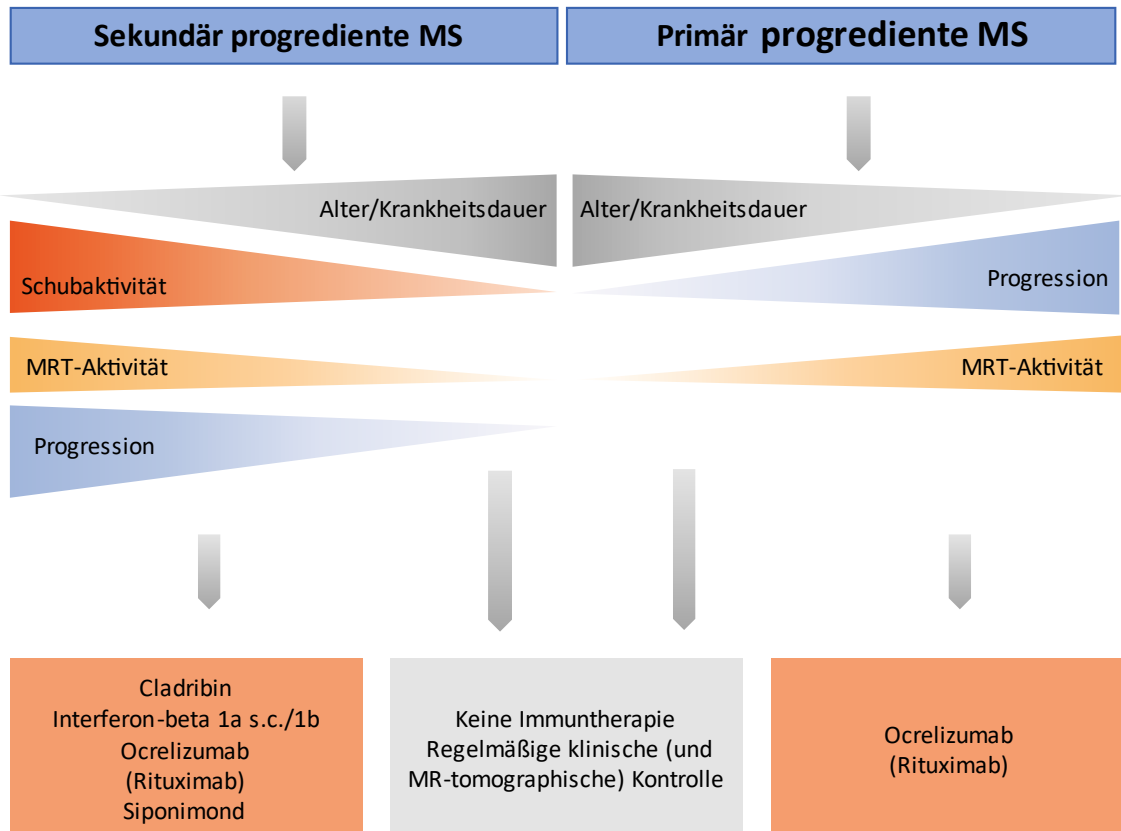 Sekundär progrediente MS
Primär progrediente MS
Alter/Krankheitsdauer
Alter/Krankheitsdauer
Schubaktivität
Progression
MRT-Aktivität
MRT-Aktivität
Progression
Cladribin
Interferon-beta 1a s.c./1b
Ocrelizumab
(Rituximab)
Siponimond
Keine Immuntherapie
Regelmäßige klinische (und
MR-tomographische) Kontrolle
Ocrelizumab
(Rituximab)